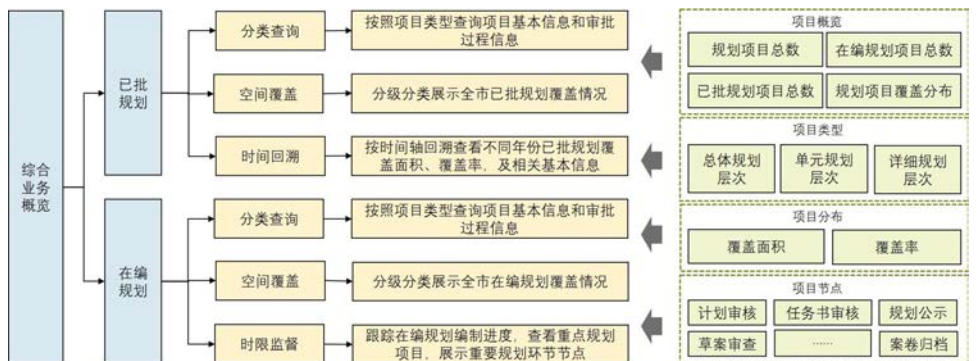 综合
业务
概览
已批
规划
分类查询
按照项目类型查询项目基本信息和审批
过程信息
空间覆盖
分级分类展示全市已批规划覆盖情况
时间回溯
按时间轴回溯查看不同年份已批规划覆
盖面积、覆盖率、及相关基本信息
在编
规划
分类查询
按照项目类型查询项目基本信息和审批
过程信息
空间覆盖
分级分类展示全市在编规划覆盖情况
时限监督
跟踪在编规划编制进度，查看重点规划
项目，展示重要规划环节节点
项目概览
规划项目总数
在编规划项目总数
已批规划项目总数
规划项目覆盖分布
项目类型
总体规划
层次
单元规划
层次
详细规划
层次
项目分布
覆盖面积
覆盖率
项目节点
计划审核
任务书审核
规划公示
草案审查
……
案卷归档